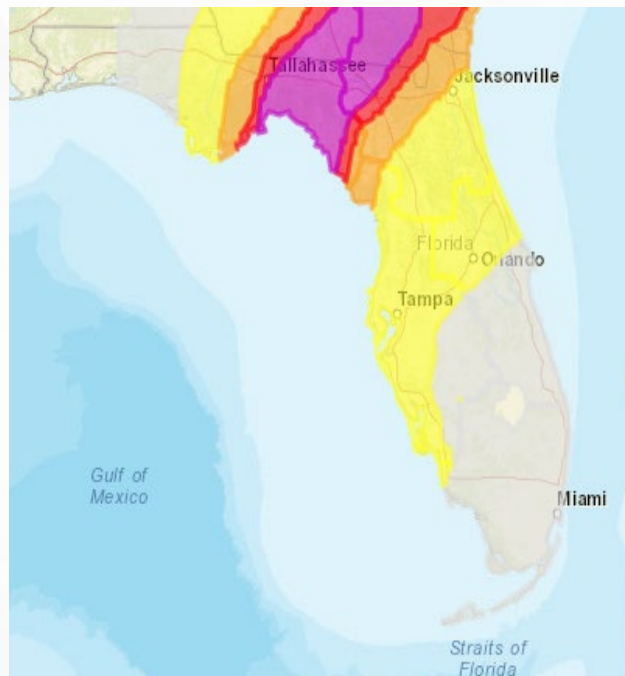 Tallahassee
Jacksonville
Florida
Orlando
Tampa
Gulf of
Mexico
Miami
Straits of
Florida